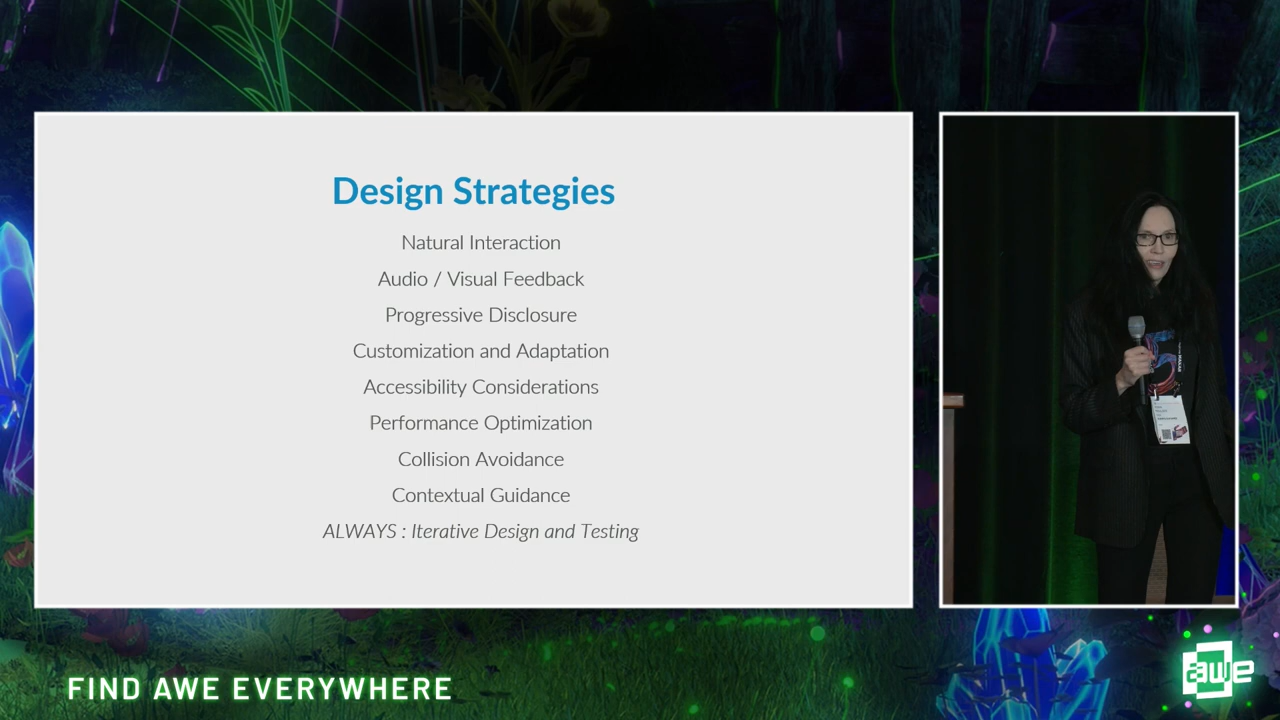 Design Strategies
Natural Interaction
Audio / Visual Feedback
Progressive Disclosure
Customization and Adaptation
Accessibility Considerations
Performance Optimization
Collision Avoidance
Contextual Guidance
ALWAYS : Iterative Design and Testing
5
FIND AWE EVERYWHERE
awe